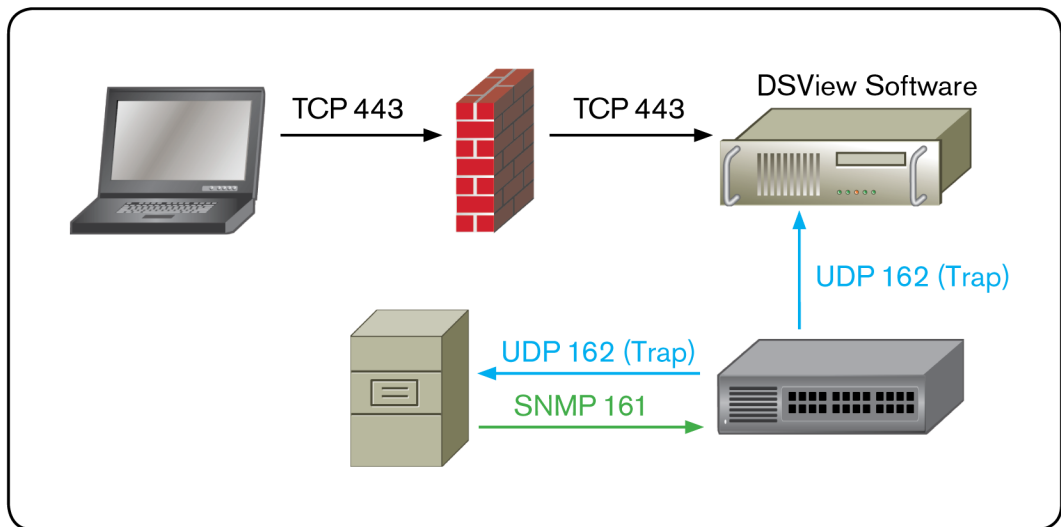 DSView Software
TCP 443
TCP 443
UDP 162 (Trap)
UDP 162 (Trap)
SNMP 161